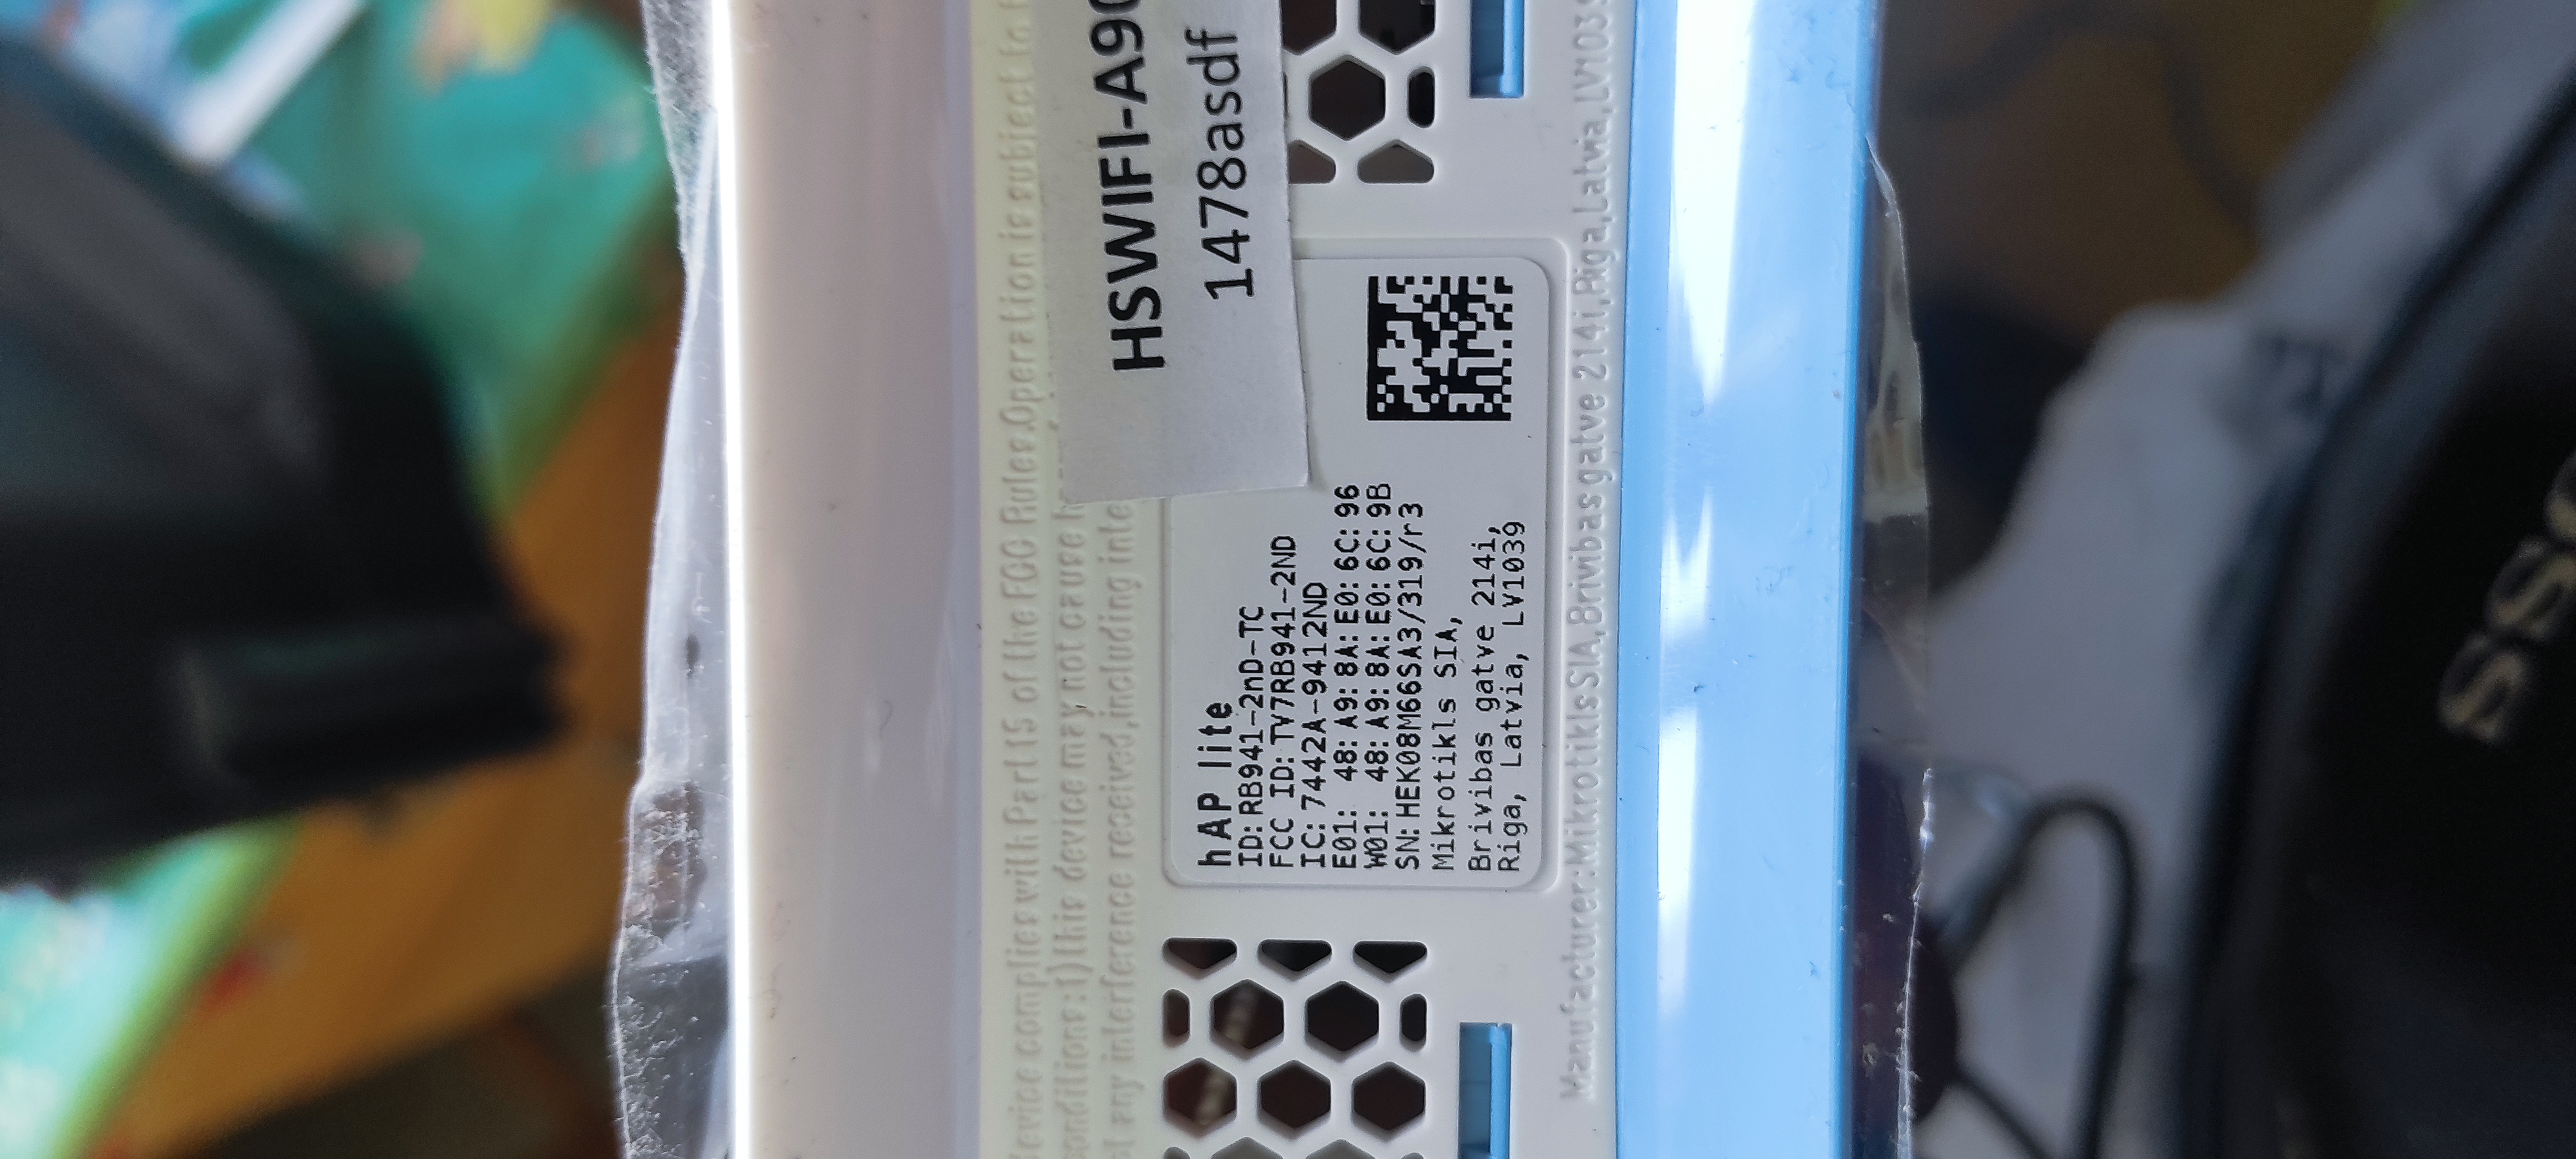 HSWIFI-A90
1478asdf
hAP lite
ID: RB941-2nD-TC
FCC ID: TV7RB941-2ND
IC: 7442A-9412ND
E01: 48:A9:8A:E0:6C:96
W01: 48:A9:8A:E0:6C:9B
SN: HEK08M66SA3/319/r3
Mikrotikls SIA,
Brivibas gatve 214i,
Riga, Latvia, LV1039
device complies with Part 15 of the FCC Rules.Operation is subject to
conditions:(1)this device may not cause
any interference received,including inte
Manufacturer:Mikrotikls SIA,Brivibas gatve 214i,Riga,Latvia,LV103